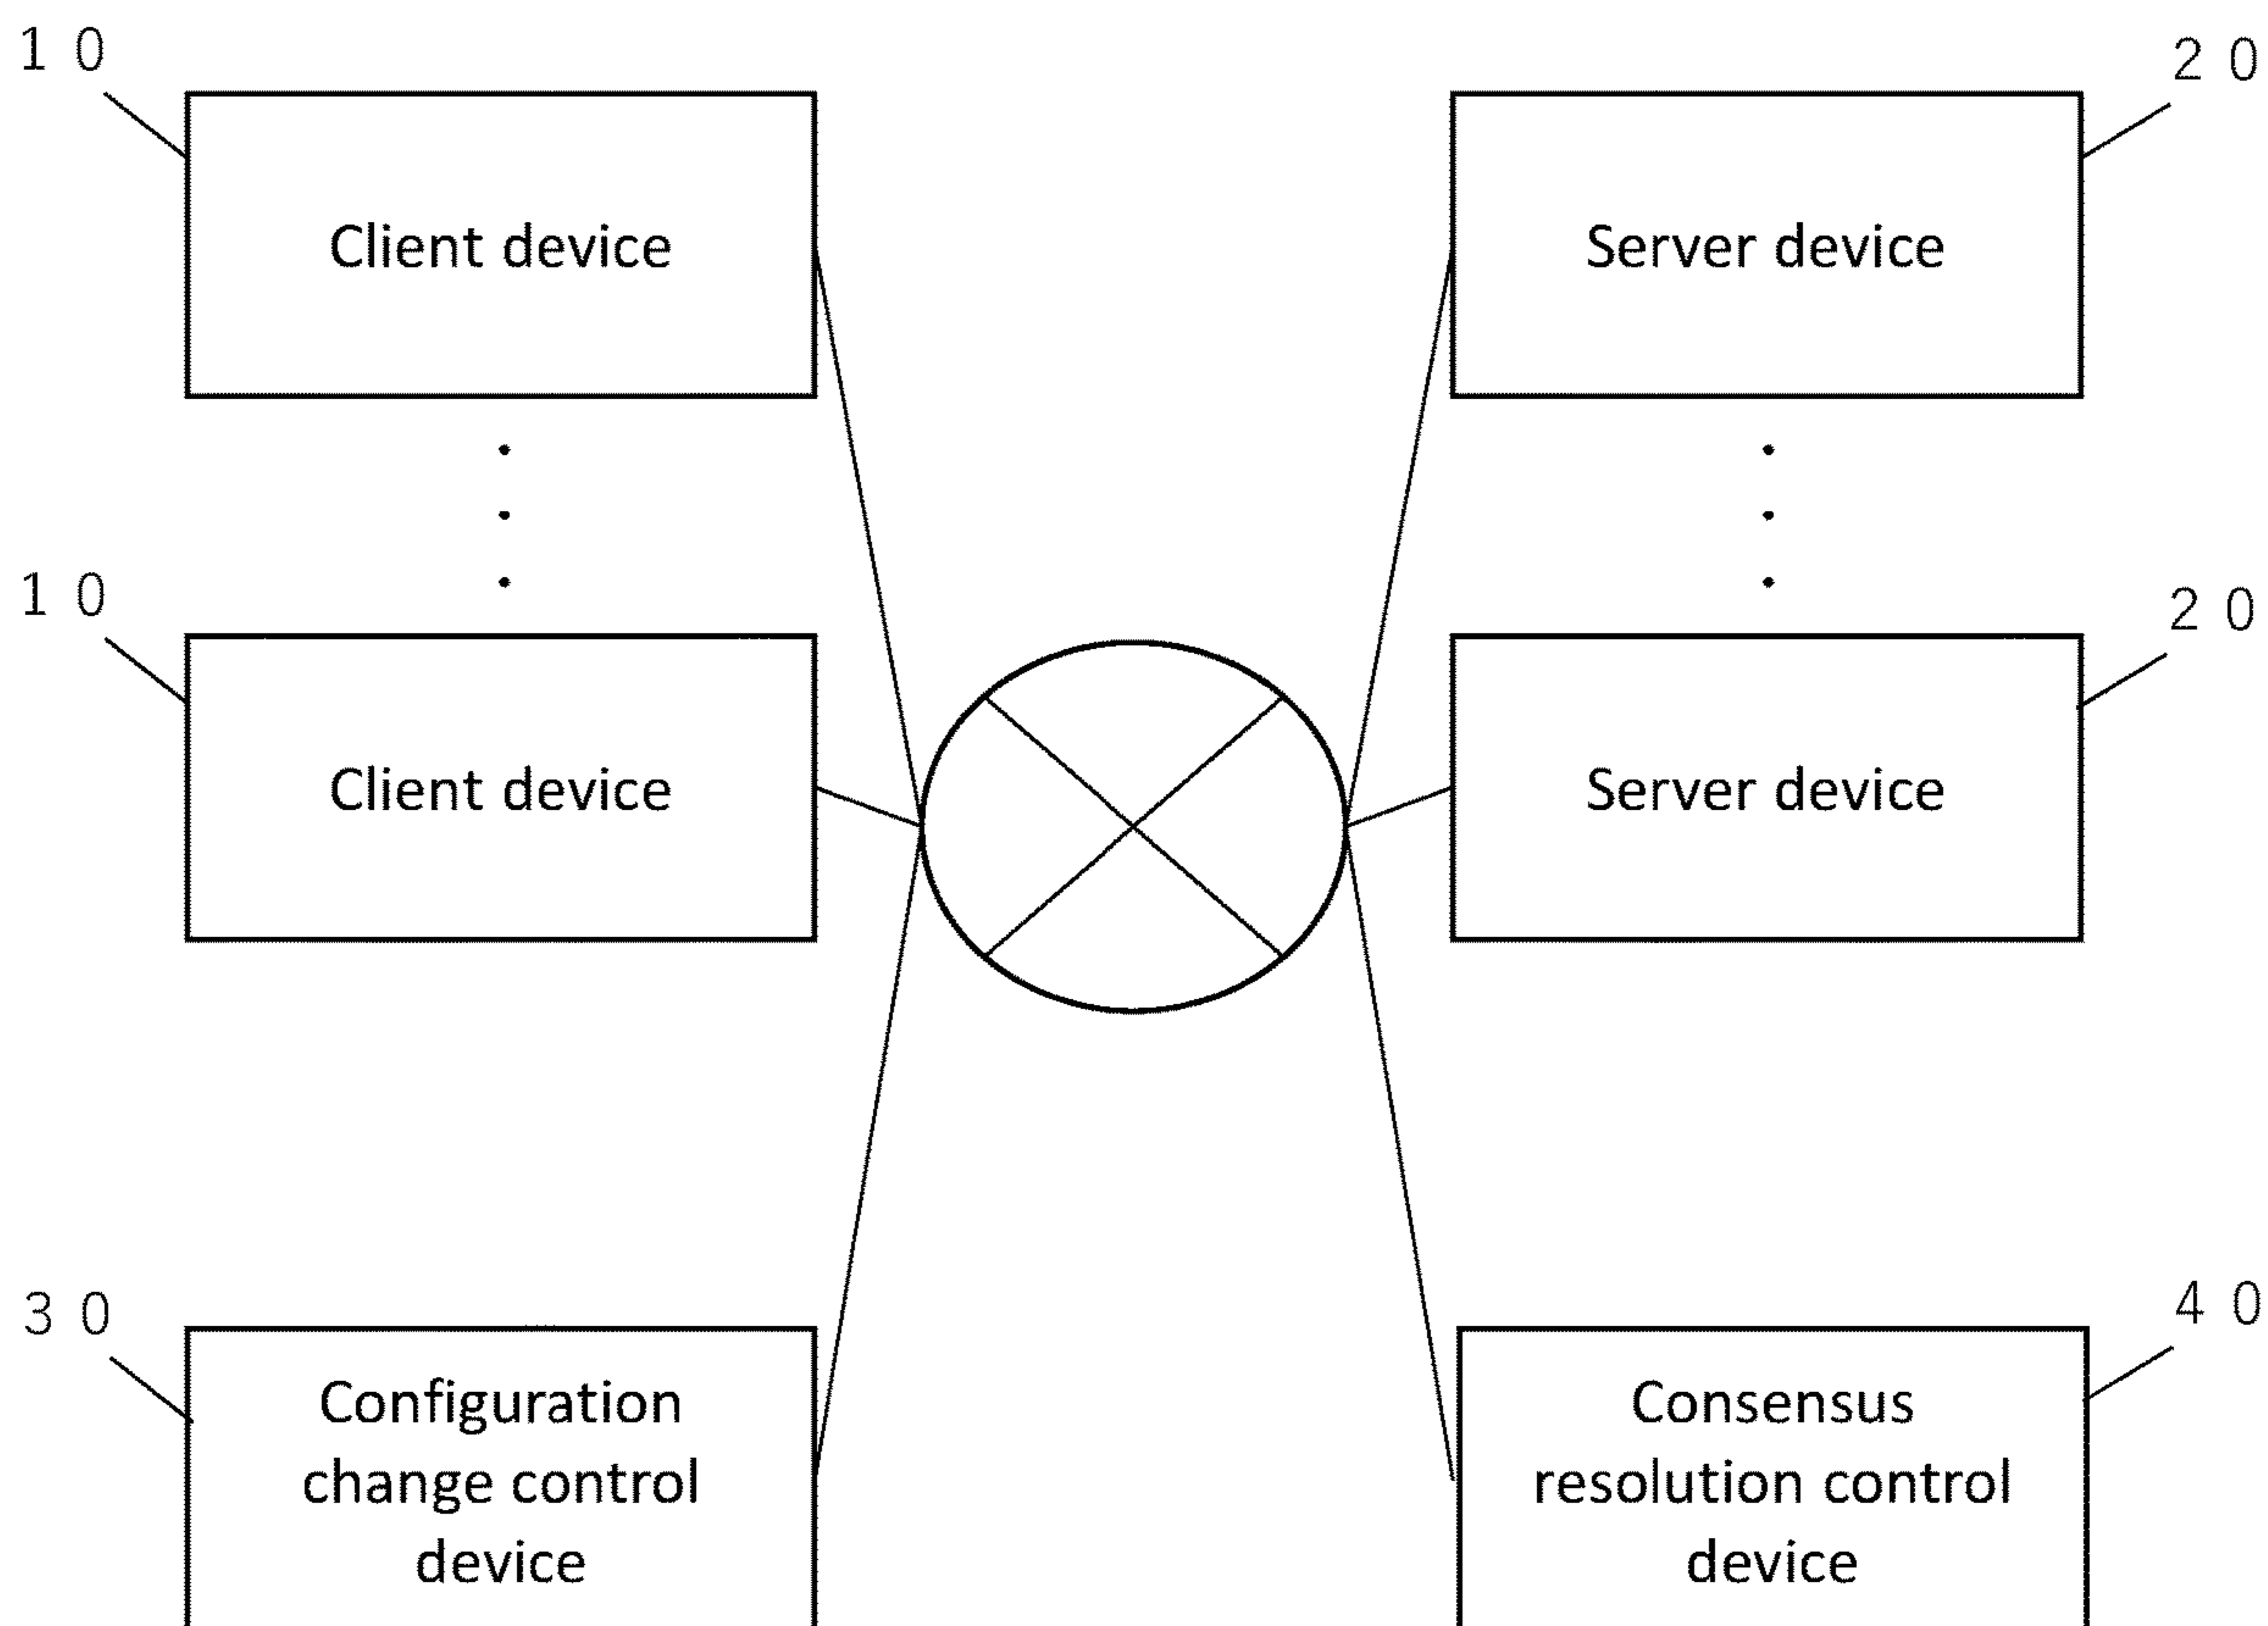 1 0
2 0
Client device
Server device
1 0
2 0
Client device
Server device
3 0
4 0
Configuration
change control
device
Consensus
resolution control
device